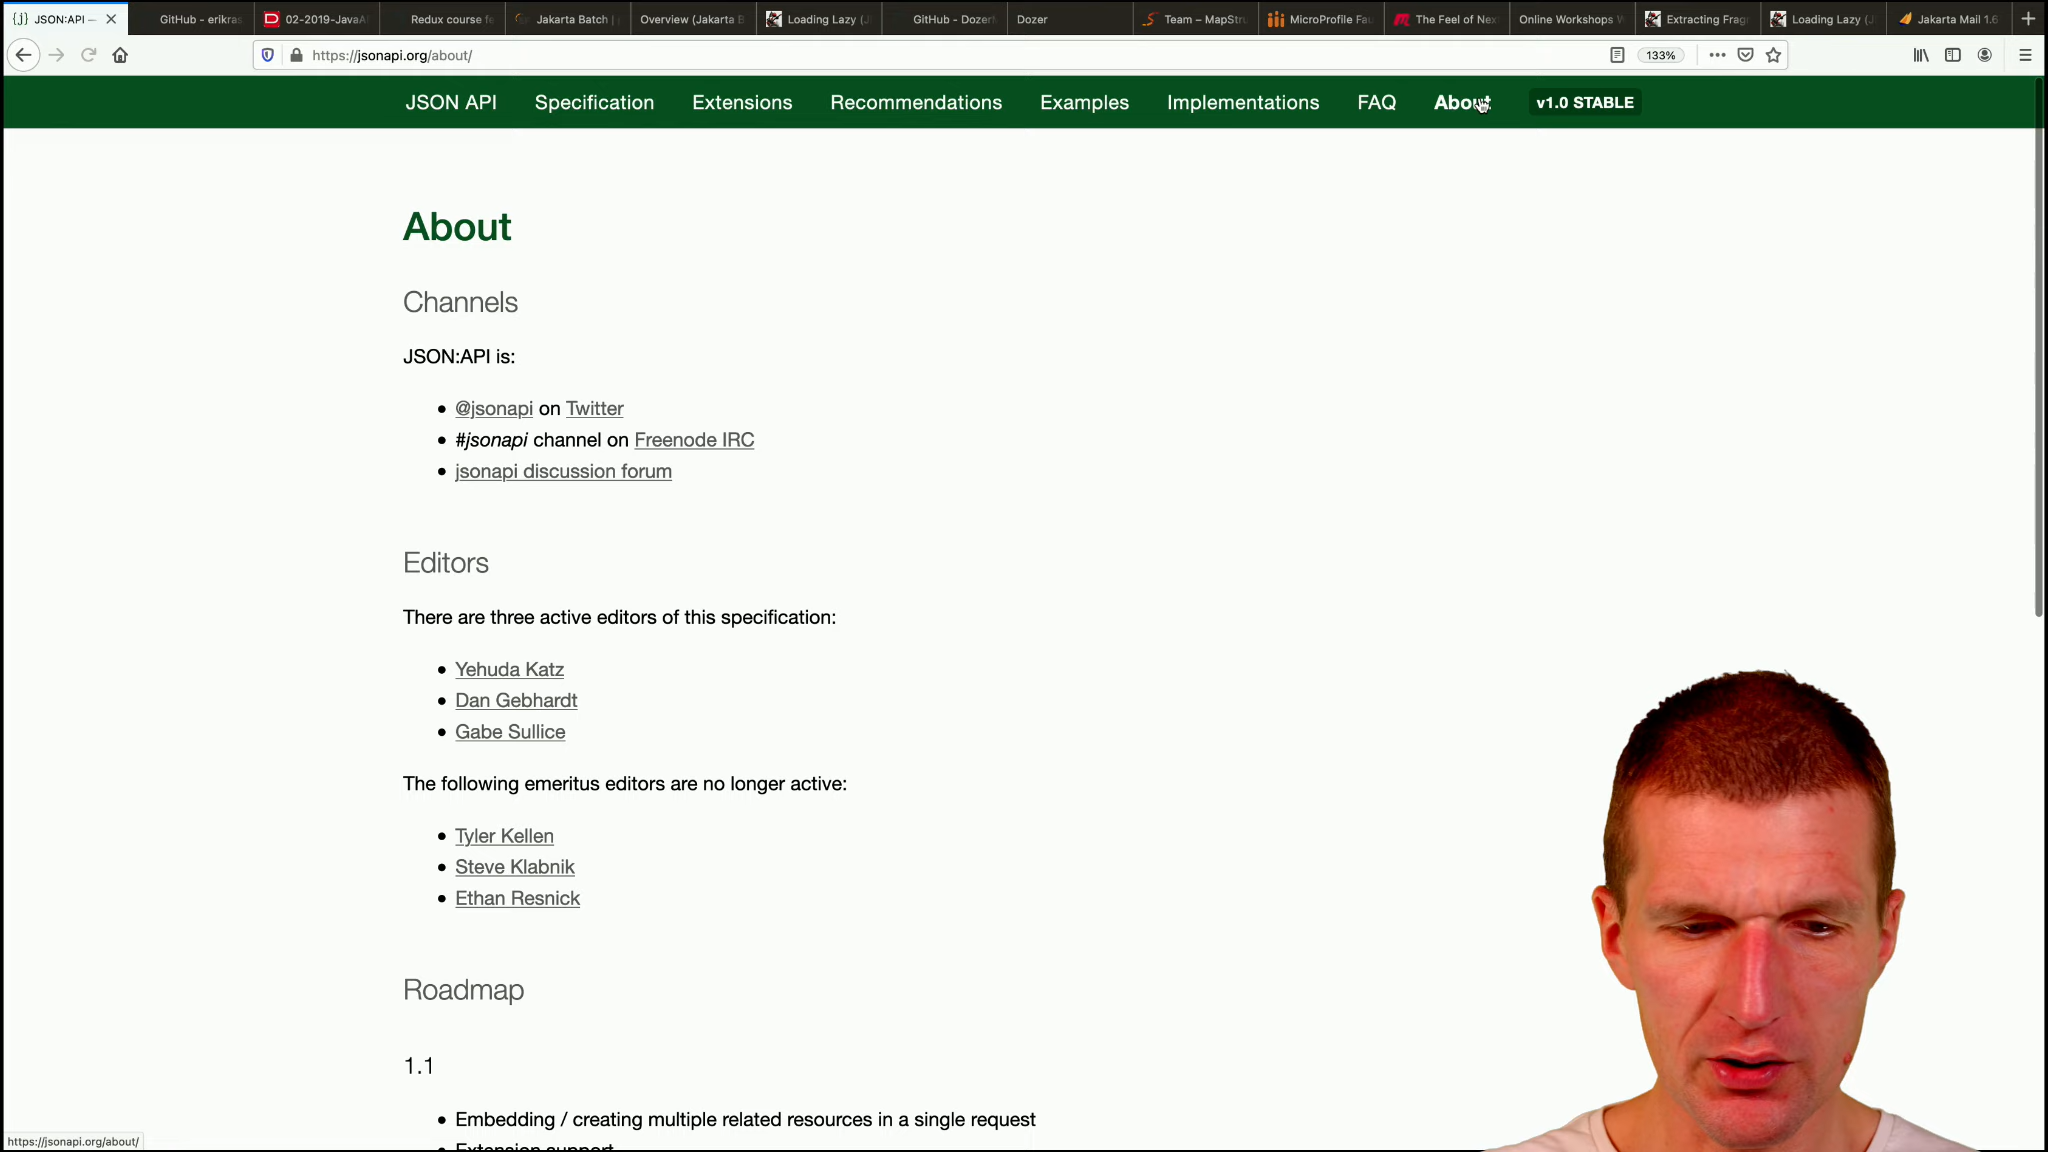 JSON:API —
GitHub - erikras
02-2019-JavaA
Redux course fe
Jakarta Batch |
Overview (Jakarta B
Loading Lazy (J
GitHub - Dozer
Dozer
Team – MapStru
MicroProfile Fau
The Feel of Nex
Online Workshops
Extracting Frag
Loading Lazy (J
Jakarta Mail 1.6
https://jsonapi.org/about/
133%
JSON API Specification Extensions Recommendations Examples Implementations FAQ About v1.0 STABLE
About
Channels
JSON:API is:
@jsonapi on Twitter
#jsonapi channel on Freenode IRC
jsonapi discussion forum
Editors
There are three active editors of this specification:
Yehuda Katz
Dan Gebhardt
Gabe Sullice
The following emeritus editors are no longer active:
Tyler Kellen
Steve Klabnik
Ethan Resnick
Roadmap
1.1
Embedding / creating multiple related resources in a single request
Extension support
https://jsonapi.org/about/